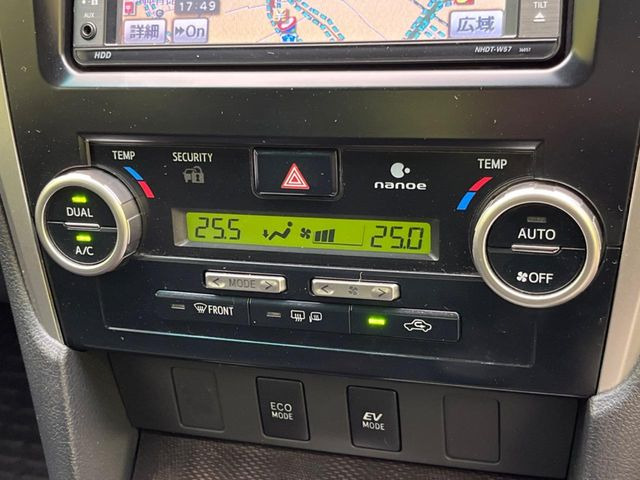 17:49
AUX
詳細
On
広域
TILT
HDD
NHDT-W57
TEMP
SECURITY
nanoe
TEMP
DUAL
A/C
25.5
25.0
AUTO
OFF
MODE
FRONT
ECO
MODE
EV
MODE